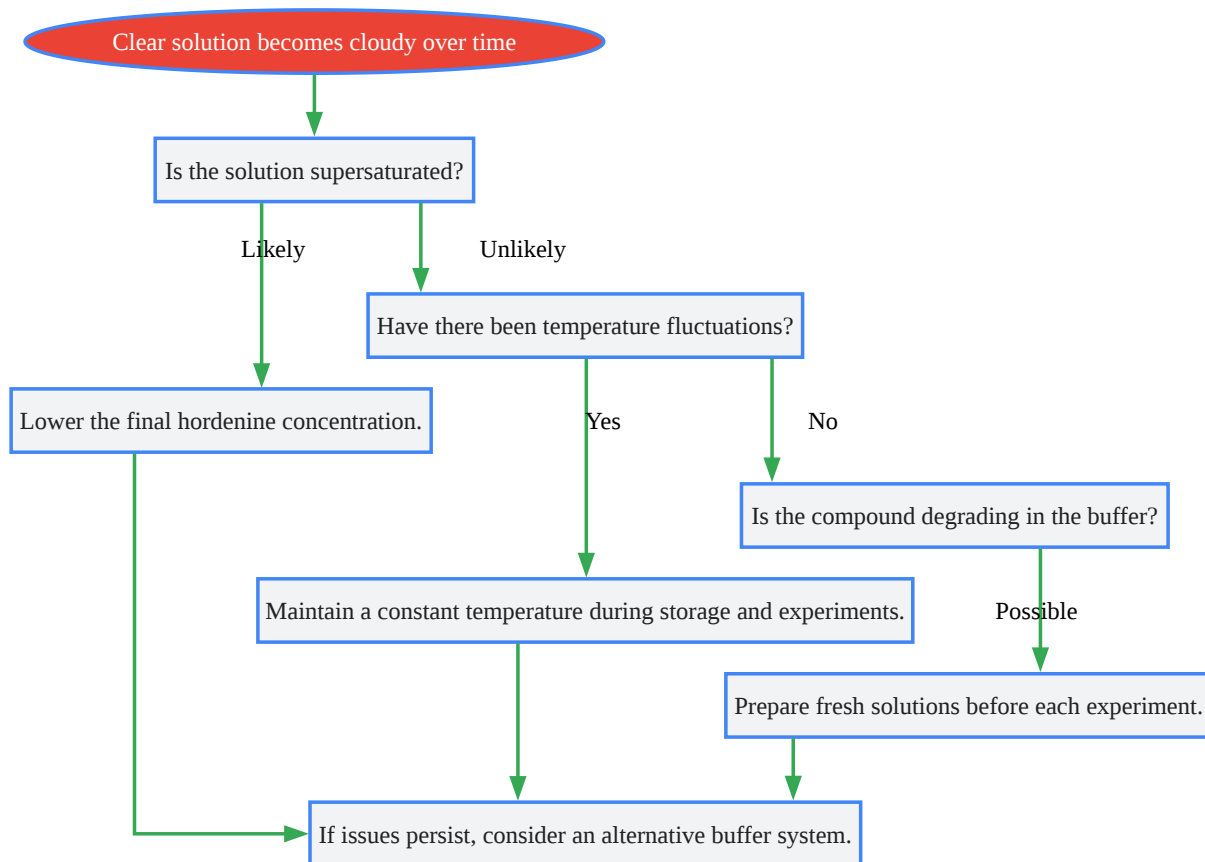 Clear solution becomes cloudy over time
Is the solution supersaturated?
Likely
Unlikely
Have there been temperature fluctuations?
Lower the final hordenine concentration.
Yes
No
Is the compound degrading in the buffer?
Maintain a constant temperature during storage and experiments.
Possible
Prepare fresh solutions before each experiment.
If issues persist, consider an alternative buffer system.